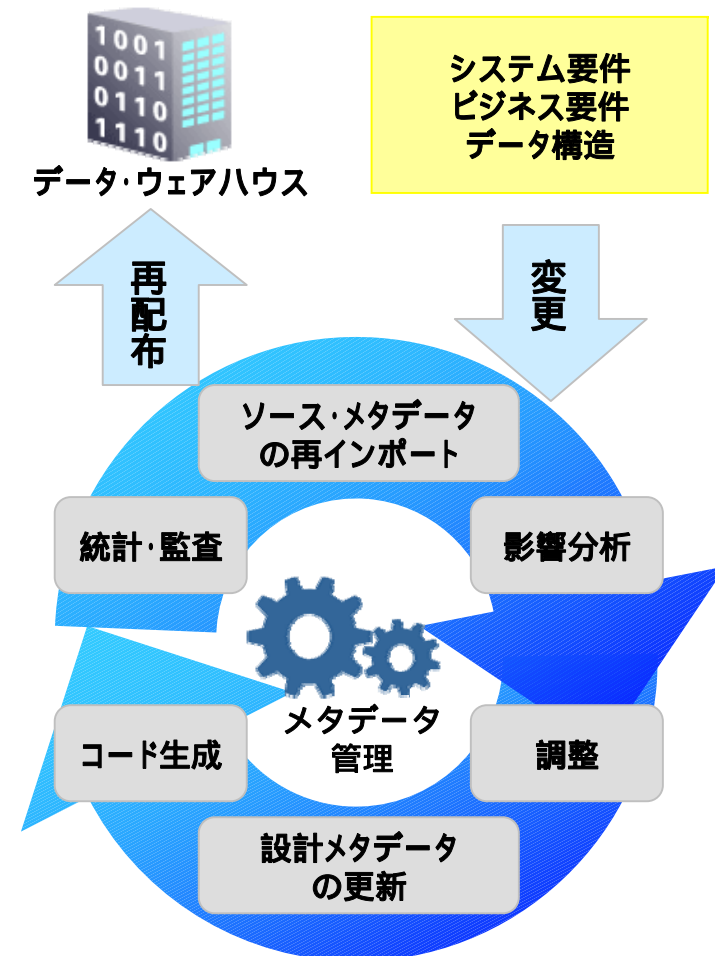 1001
0011
0110
1110
データ・ウェアハウス
システム要件
ビジネス要件
データ構造
再
配
布
変
更
ソース・メタデータ
の再インポート
統計・監査
影響分析
メタデータ
管理
コード生成
調整
設計メタデータ
の更新